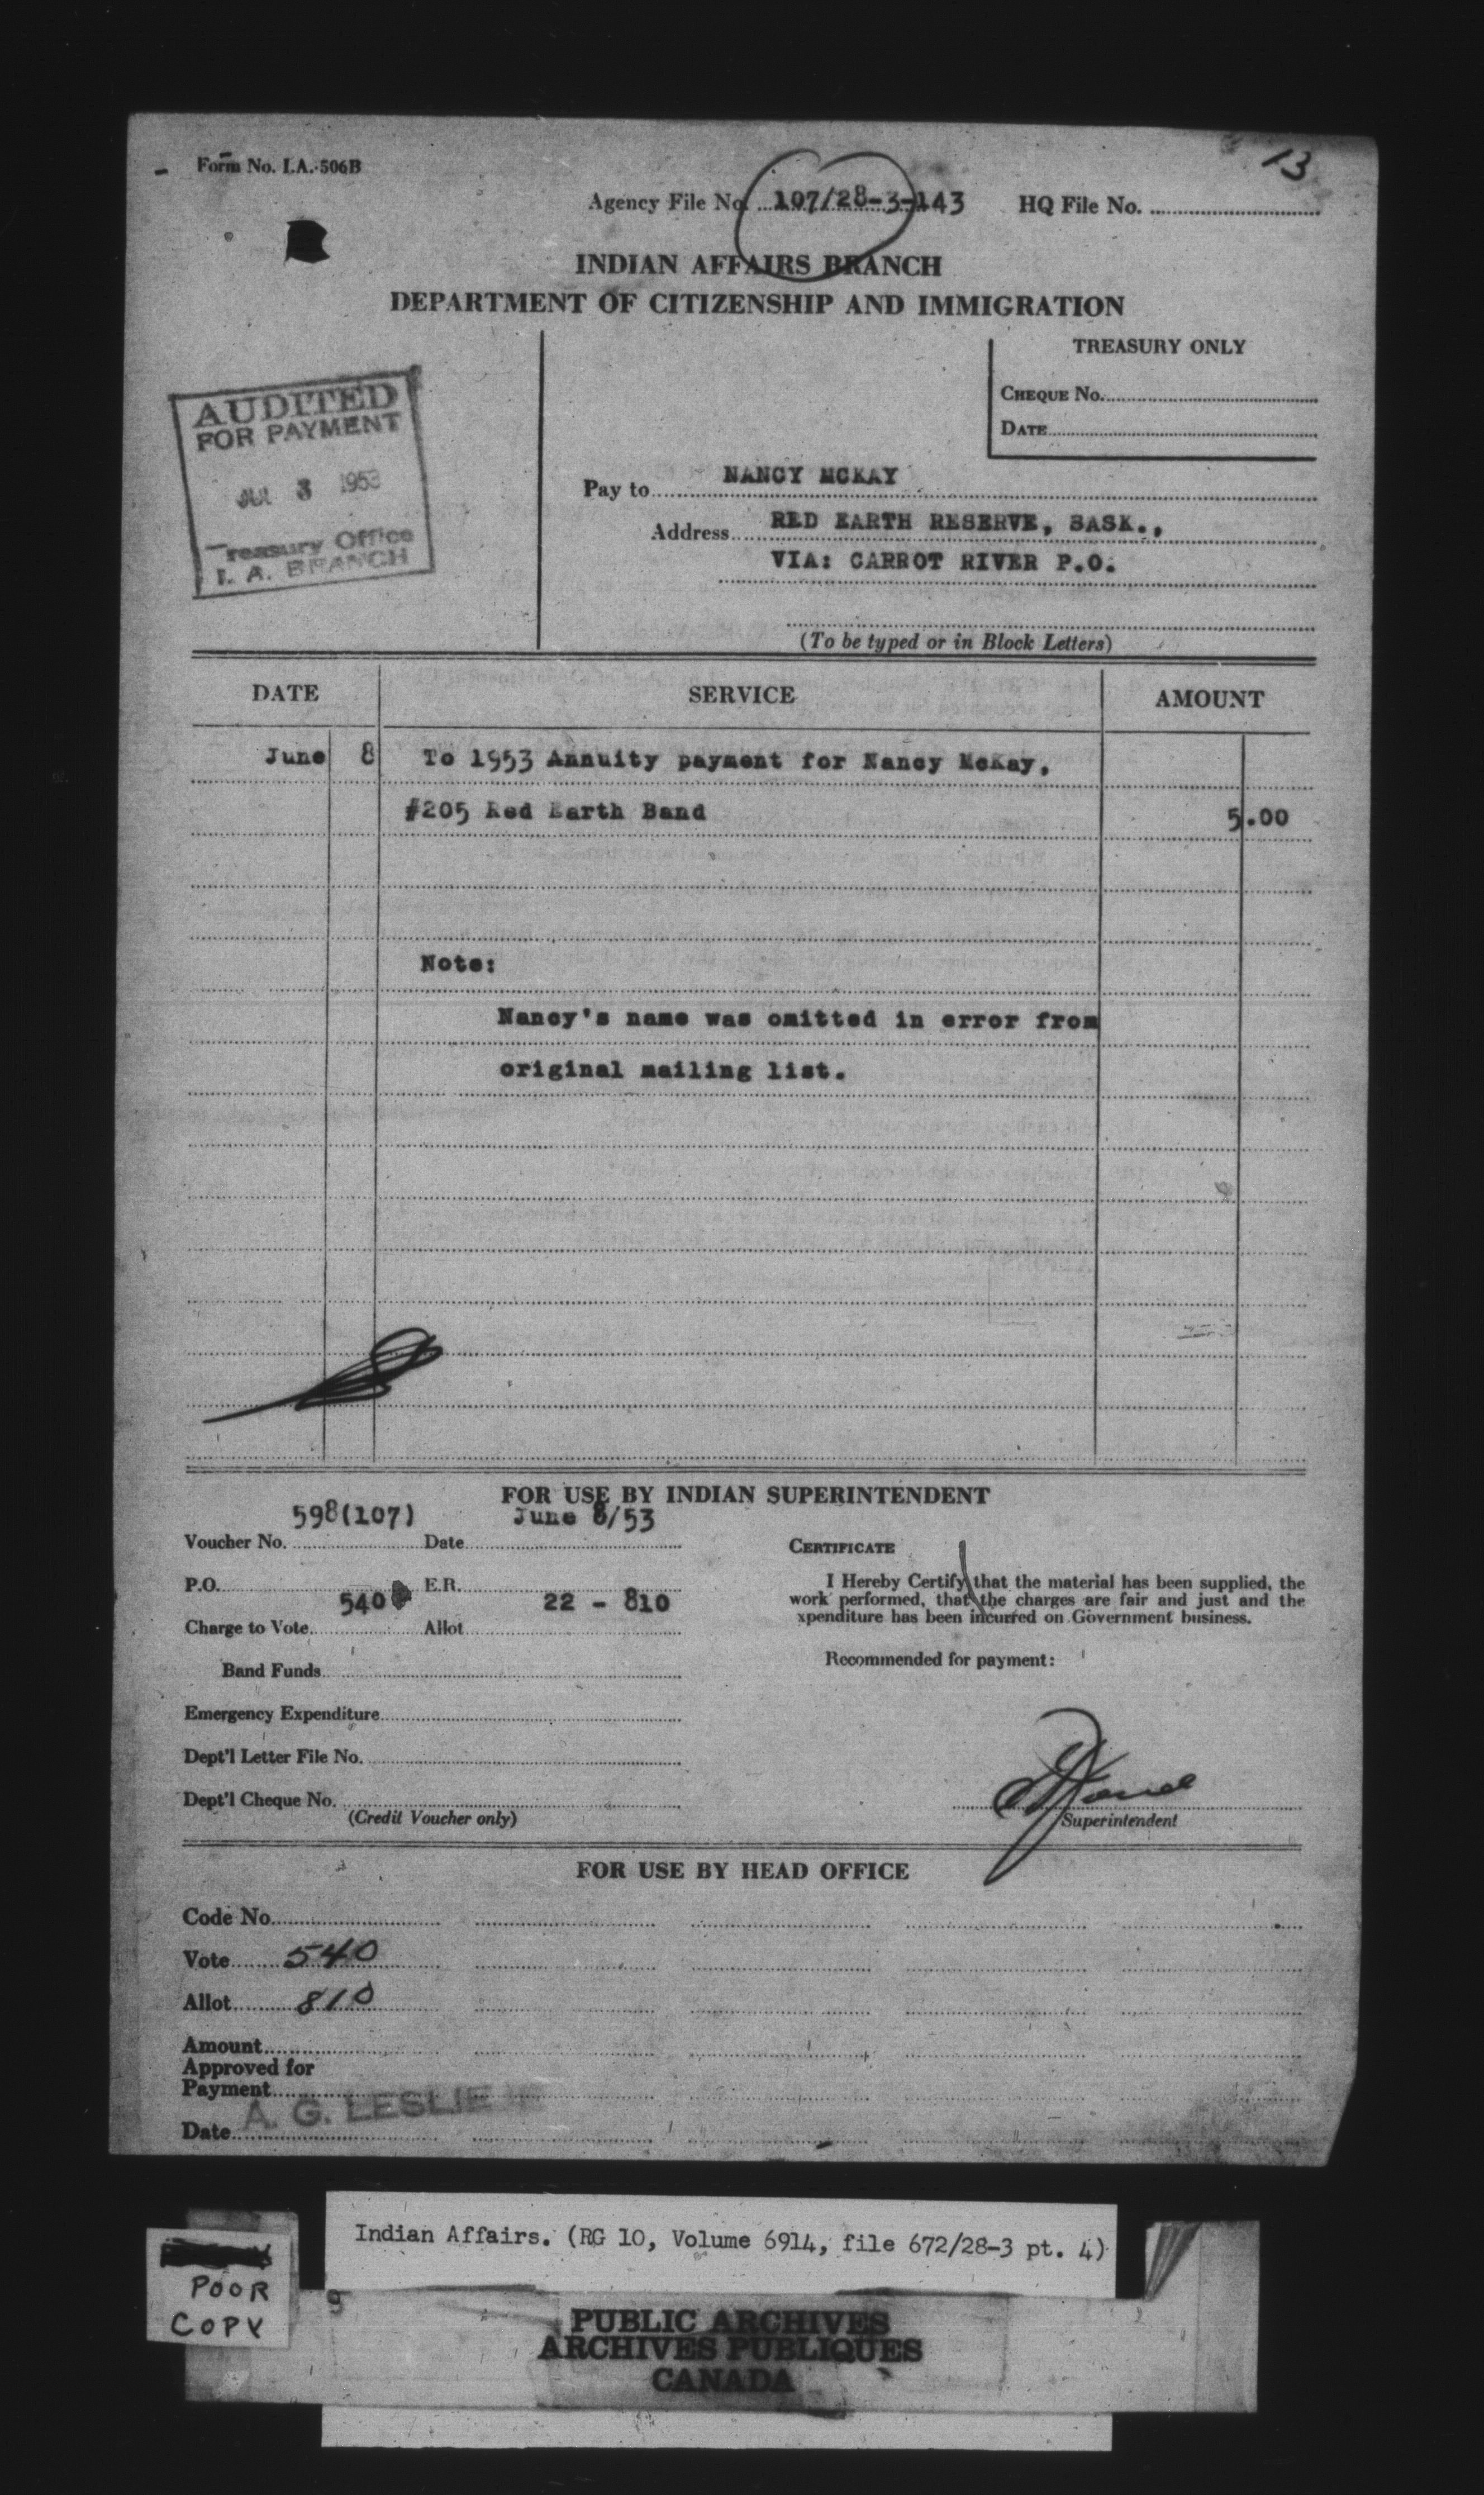 13
Form No. I.A. 506B
Agency File No. 107/28-3-143 HQ File No.
INDIAN AFFAIRS BRANCH
DEPARTMENT OF CITIZENSHIP AND IMMIGRATION
TREASURY ONLY
CHEQUE No.
DATE
AUDITED
FOR PAYMENT
JUL 3 1953
Treasury Office
I. A. BRANCH
Pay to NANCY MCKAY
Address RED EARTH RESERVE, SASK.,
VIA: CARROT RIVER P.O.
(To be typed or in Block Letters)
DATE SERVICE AMOUNT
June 8 To 1953 Annuity payment for Nancy McKay,
#205 Red Earth Band 5.00
Note:
Nancy's name was omitted in error from
original mailing list.
FOR USE BY INDIAN SUPERINTENDENT
Voucher No. 598(107) Date June 8/53
P.O. E.R.
Charge to Vote 540 Allot 22 - 810
Band Funds
Emergency Expenditure
Dept'l Letter File No.
Dept'l Cheque No.
(Credit Voucher only)
CERTIFICATE
I Hereby Certify that the material has been supplied, the
work performed, that the charges are fair and just and the
xpenditure has been incurred on Government business.
Recommended for payment:
Superintendent
FOR USE BY HEAD OFFICE
Code No.
Vote 540
Allot 810
Amount
Approved for
Payment
A. G. LESLIE
Date
Indian Affairs. (RG 10, Volume 6914, file 672/28-3 pt. 4)
POOR
COPY
PUBLIC ARCHIVES
ARCHIVES PUBLIQUES
CANADA